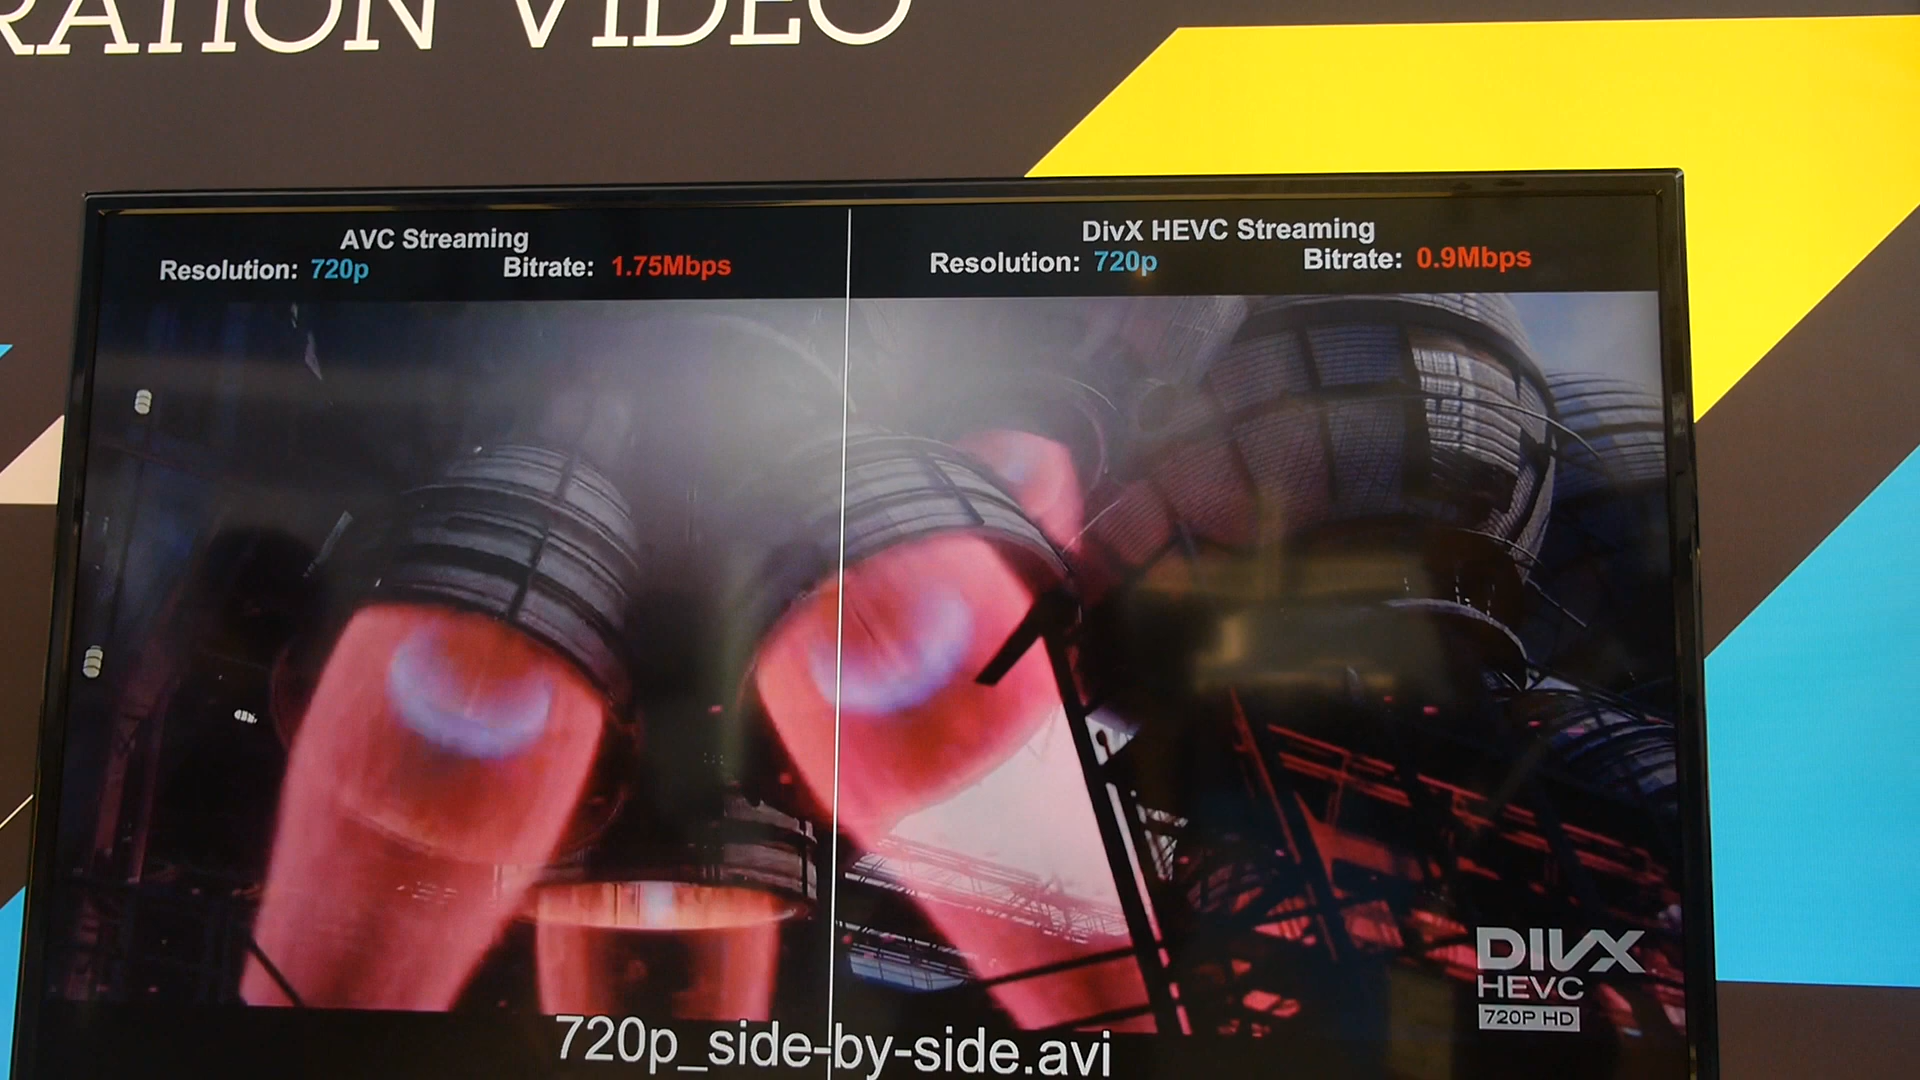 RATION VIDEO
AVC Streaming
Resolution: 720p Bitrate: 1.75Mbps
DivX HEVC Streaming
Resolution: 720p Bitrate: 0.9Mbps
DIVX
HEVC
720P HD
720p_side-by-side.avi